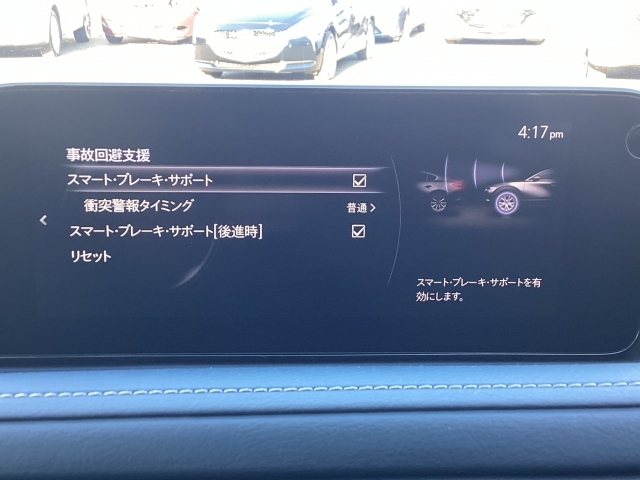 4:17pm
事故回避支援
スマート・ブレーキ・サポート
衝突警報タイミング 普通
スマート・ブレーキ・サポート[後進時]
リセット
スマート・ブレーキ・サポートを有
効にします。